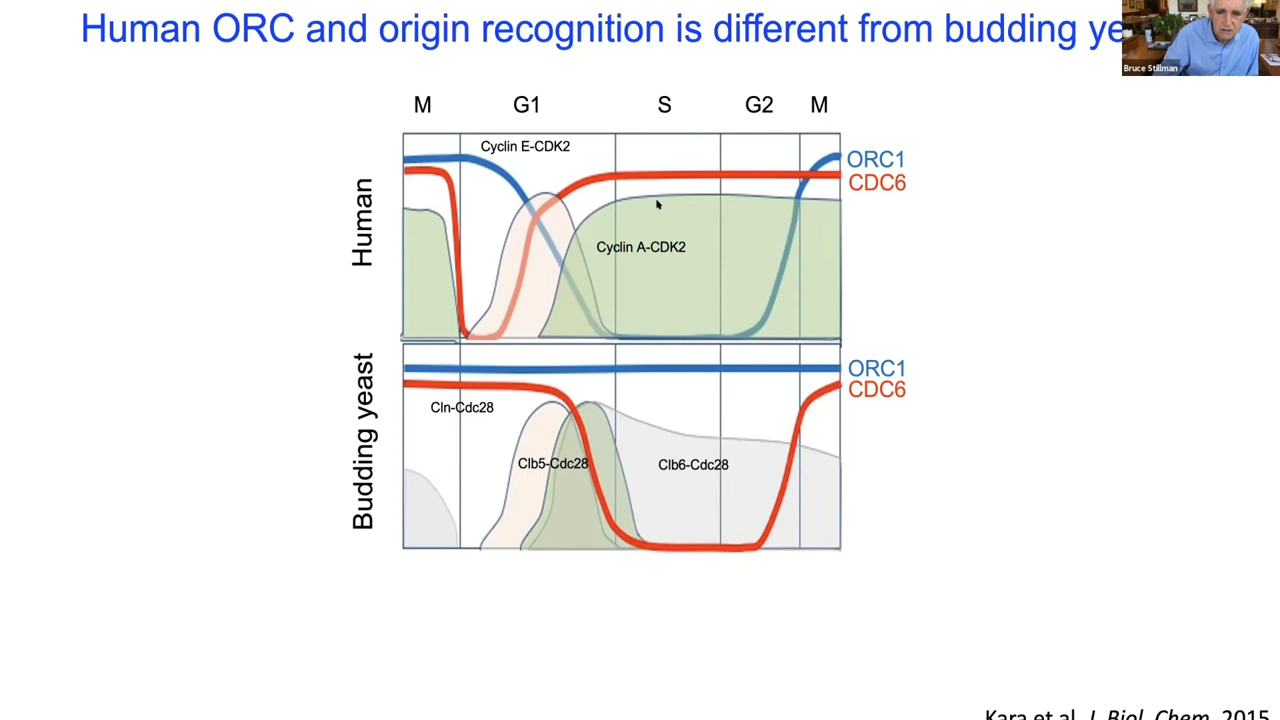 Human ORC and origin recognition is different from budding ye
Bruce Stillman
M G1 S G2 M
Human
Cyclin E-CDK2
Cyclin A-CDK2
ORC1
CDC6
Budding yeast
Cln-Cdc28
Clb5-Cdc28
Clb6-Cdc28
ORC1
CDC6
Kara et al. J. Biol. Chem. 2015